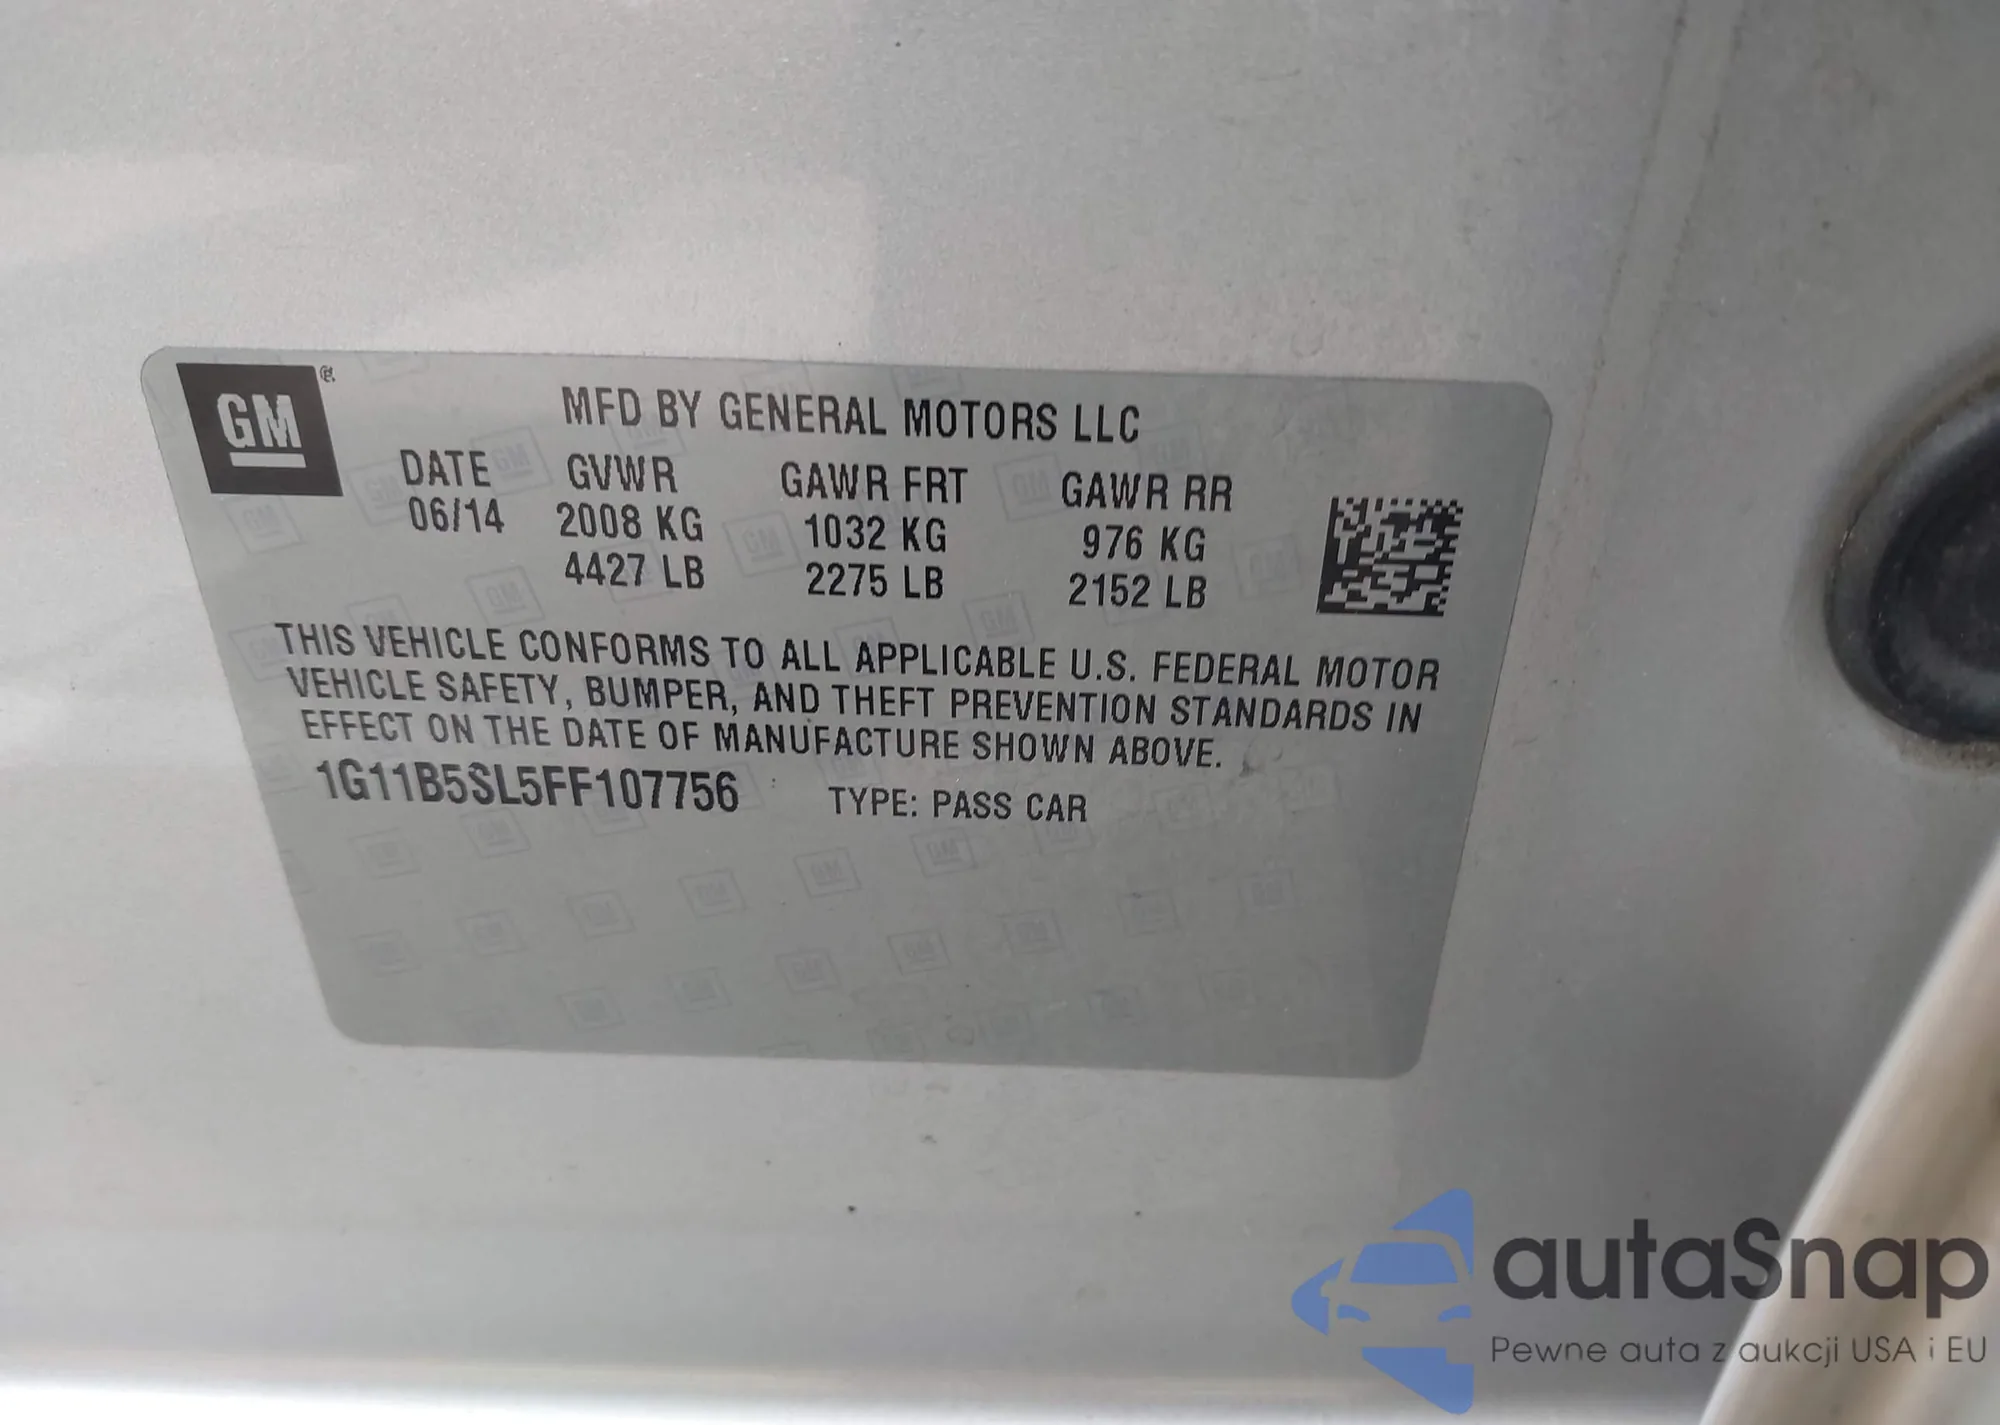 GM
MFD BY GENERAL MOTORS LLC
DATE GVWR GAWR FRT GAWR RR
06/14 2008 KG 1032 KG 976 KG
4427 LB 2275 LB 2152 LB
THIS VEHICLE CONFORMS TO ALL APPLICABLE U.S. FEDERAL MOTOR
VEHICLE SAFETY, BUMPER, AND THEFT PREVENTION STANDARDS IN
EFFECT ON THE DATE OF MANUFACTURE SHOWN ABOVE.
1G11B5SL5FF107756 TYPE: PASS CAR
autaSnap
Pewne auta z aukcji USA i EU